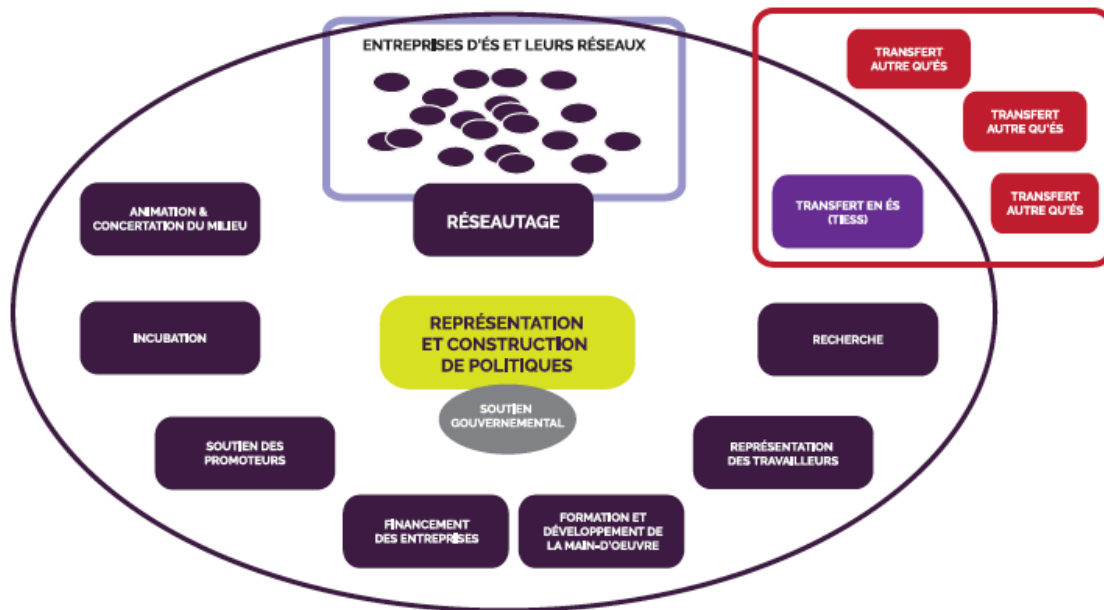 ENTREPRISES D'ÉS ET LEURS RÉSEAUX
TRANSFERT
AUTRE QU'ÉS
TRANSFERT
AUTRE QU'ÉS
TRANSFERT
AUTRE QU'ÉS
TRANSFERT EN ÉS
(TIESS)
ANIMATION &
CONCERTATION DU MILIEU
RÉSEAUTAGE
INCUBATION
REPRÉSENTATION
ET CONSTRUCTION
DE POLITIQUES
RECHERCHE
SOUTIEN
GOUVERNEMENTAL
SOUTIEN DES
PROMOTEURS
REPRÉSENTATION
DES TRAVAILLEURS
FINANCEMENT
DES ENTREPRISES
FORMATION ET
DÉVELOPPEMENT DE
LA MAIN-D'OEUVRE